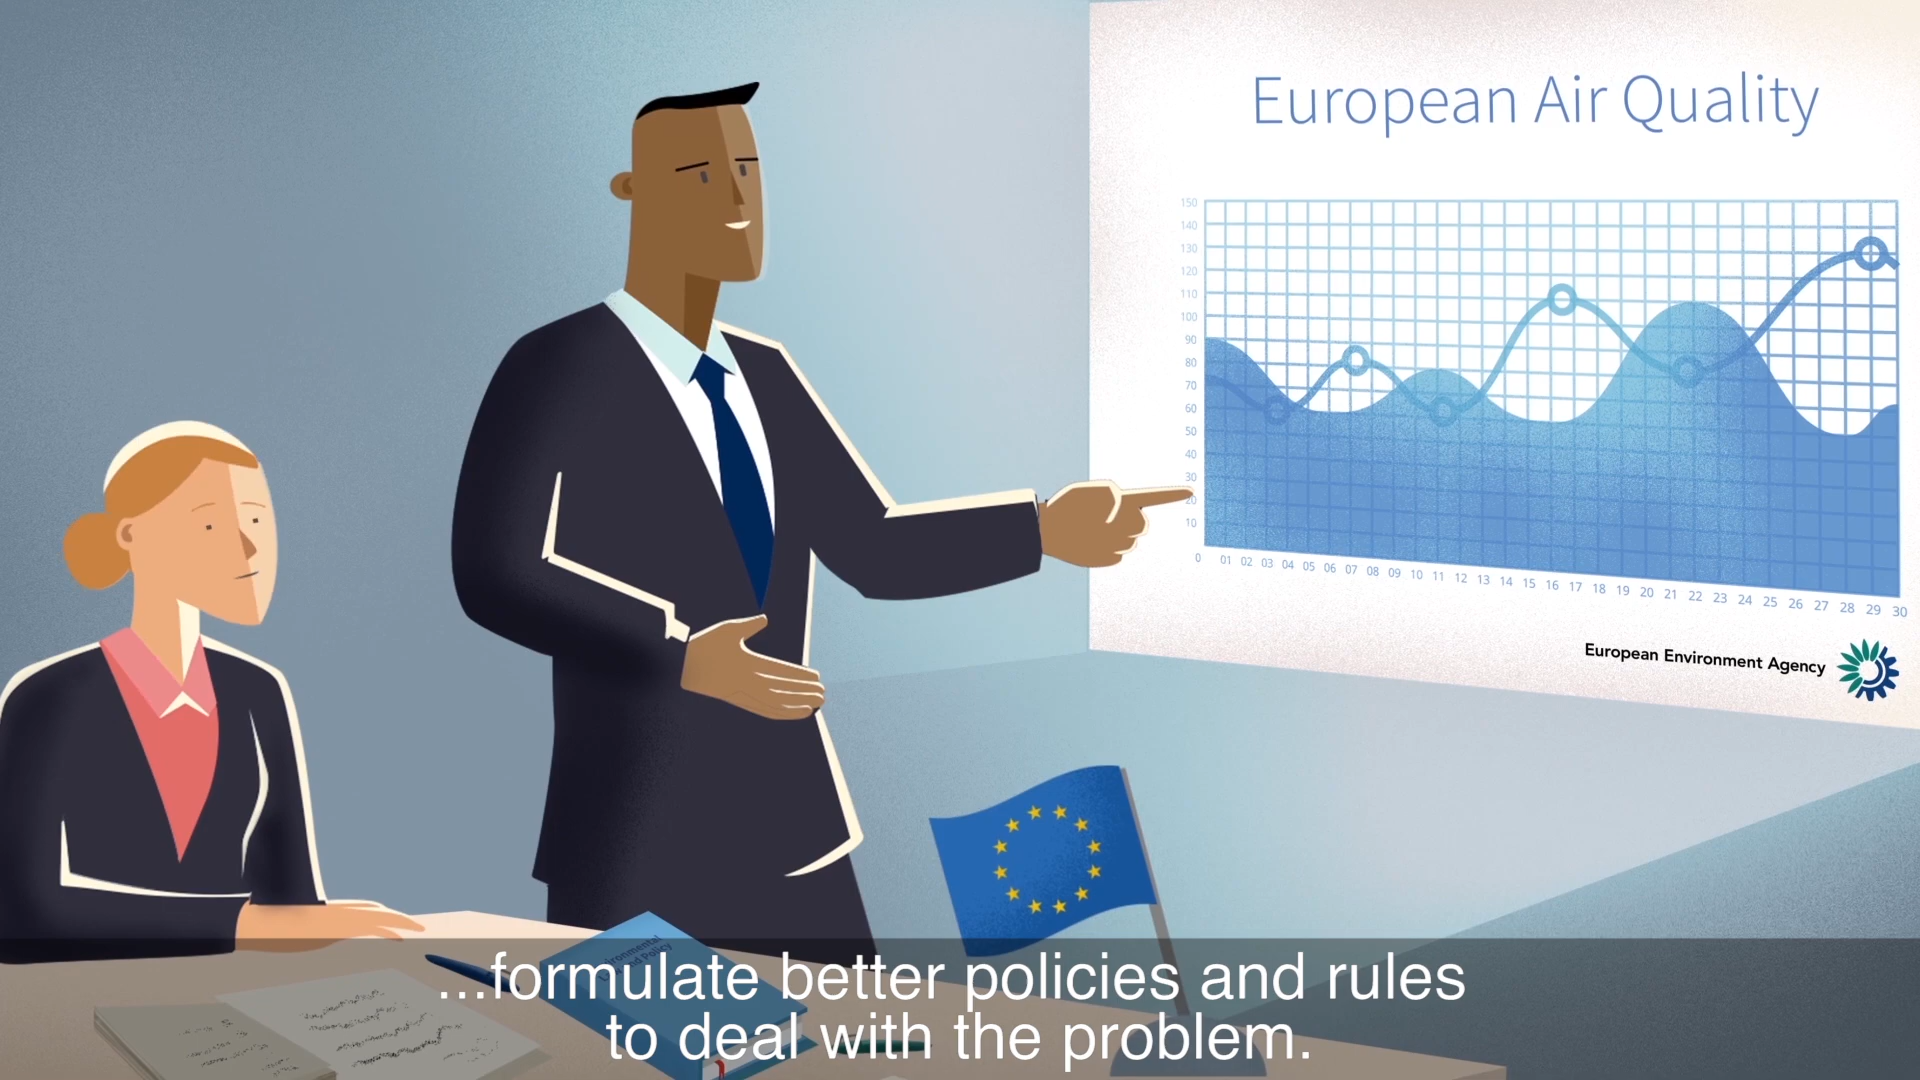 European Air Quality
150
140
130
120
110
100
90
80
70
60
50
40
30
20
10
0 01 02 03 04 05 06 07 08 09 10 11 12 13 14 15 16 17 18 19 20 21 22 23 24 25 26 27 28 29 30
European Environment Agency
and Policy
...formulate better policies and rules
to deal with the problem.